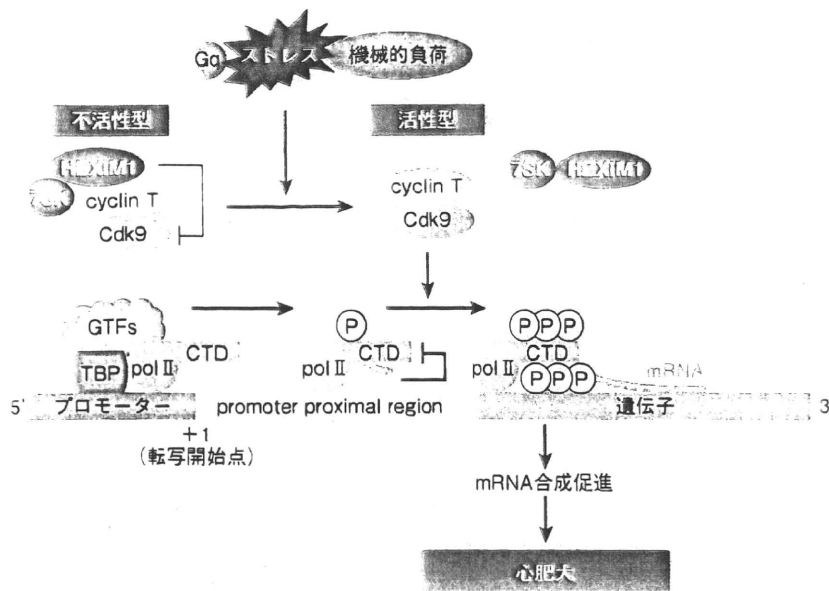 Gq ストレス 機械的負荷
不活性型
活性型
HEXIM1
7SK
cyclin T
Cdk9
cyclin T
Cdk9
7SK HEXIM1
GTFs
CTD
TBP pol II
P
CTD
pol II
P P P
CTD
pol II
P P P
mRNA
5' プロモーター promoter proximal region 遺伝子 3
+1
(転写開始点)
mRNA合成促進
心肥大